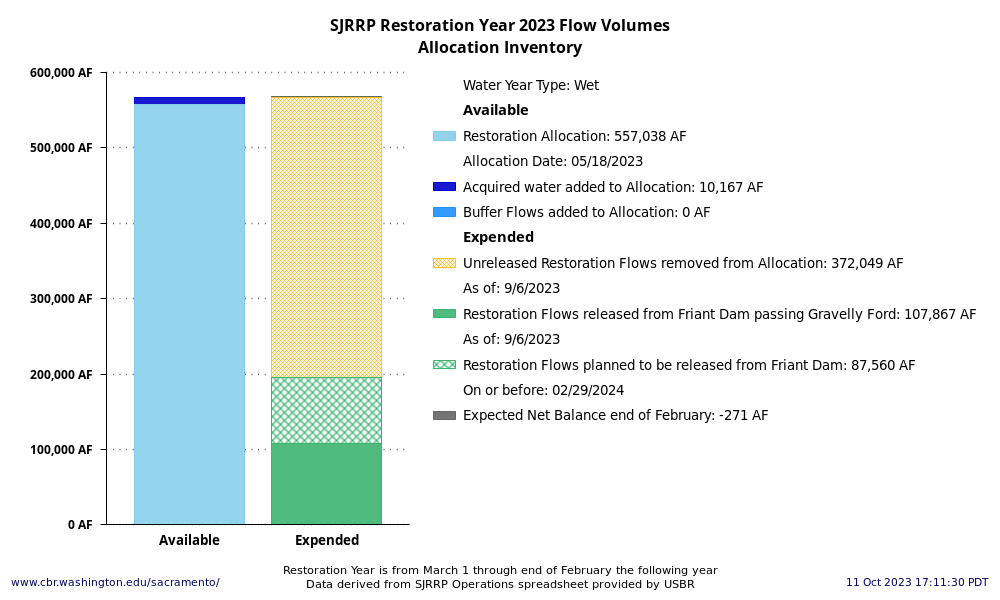 SJRRP Restoration Year 2023 Flow Volumes
Allocation Inventory
600,000 AF
500,000 AF
400,000 AF
300,000 AF
200,000 AF
100,000 AF
0 AF
Available
Expended
Water Year Type: Wet
Available
Restoration Allocation: 557,038 AF
Allocation Date: 05/18/2023
Acquired water added to Allocation: 10,167 AF
Buffer Flows added to Allocation: 0 AF
Expended
Unreleased Restoration Flows removed from Allocation: 372,049 AF
As of: 9/6/2023
Restoration Flows released from Friant Dam passing Gravelly Ford: 107,867 AF
As of: 9/6/2023
Restoration Flows planned to be released from Friant Dam: 87,560 AF
On or before: 02/29/2024
Expected Net Balance end of February: -271 AF
Restoration Year is from March 1 through end of February the following year
Data derived from SJRRP Operations spreadsheet provided by USBR
www.cbr.washington.edu/sacramento/
11 Oct 2023 17:11:30 PDT